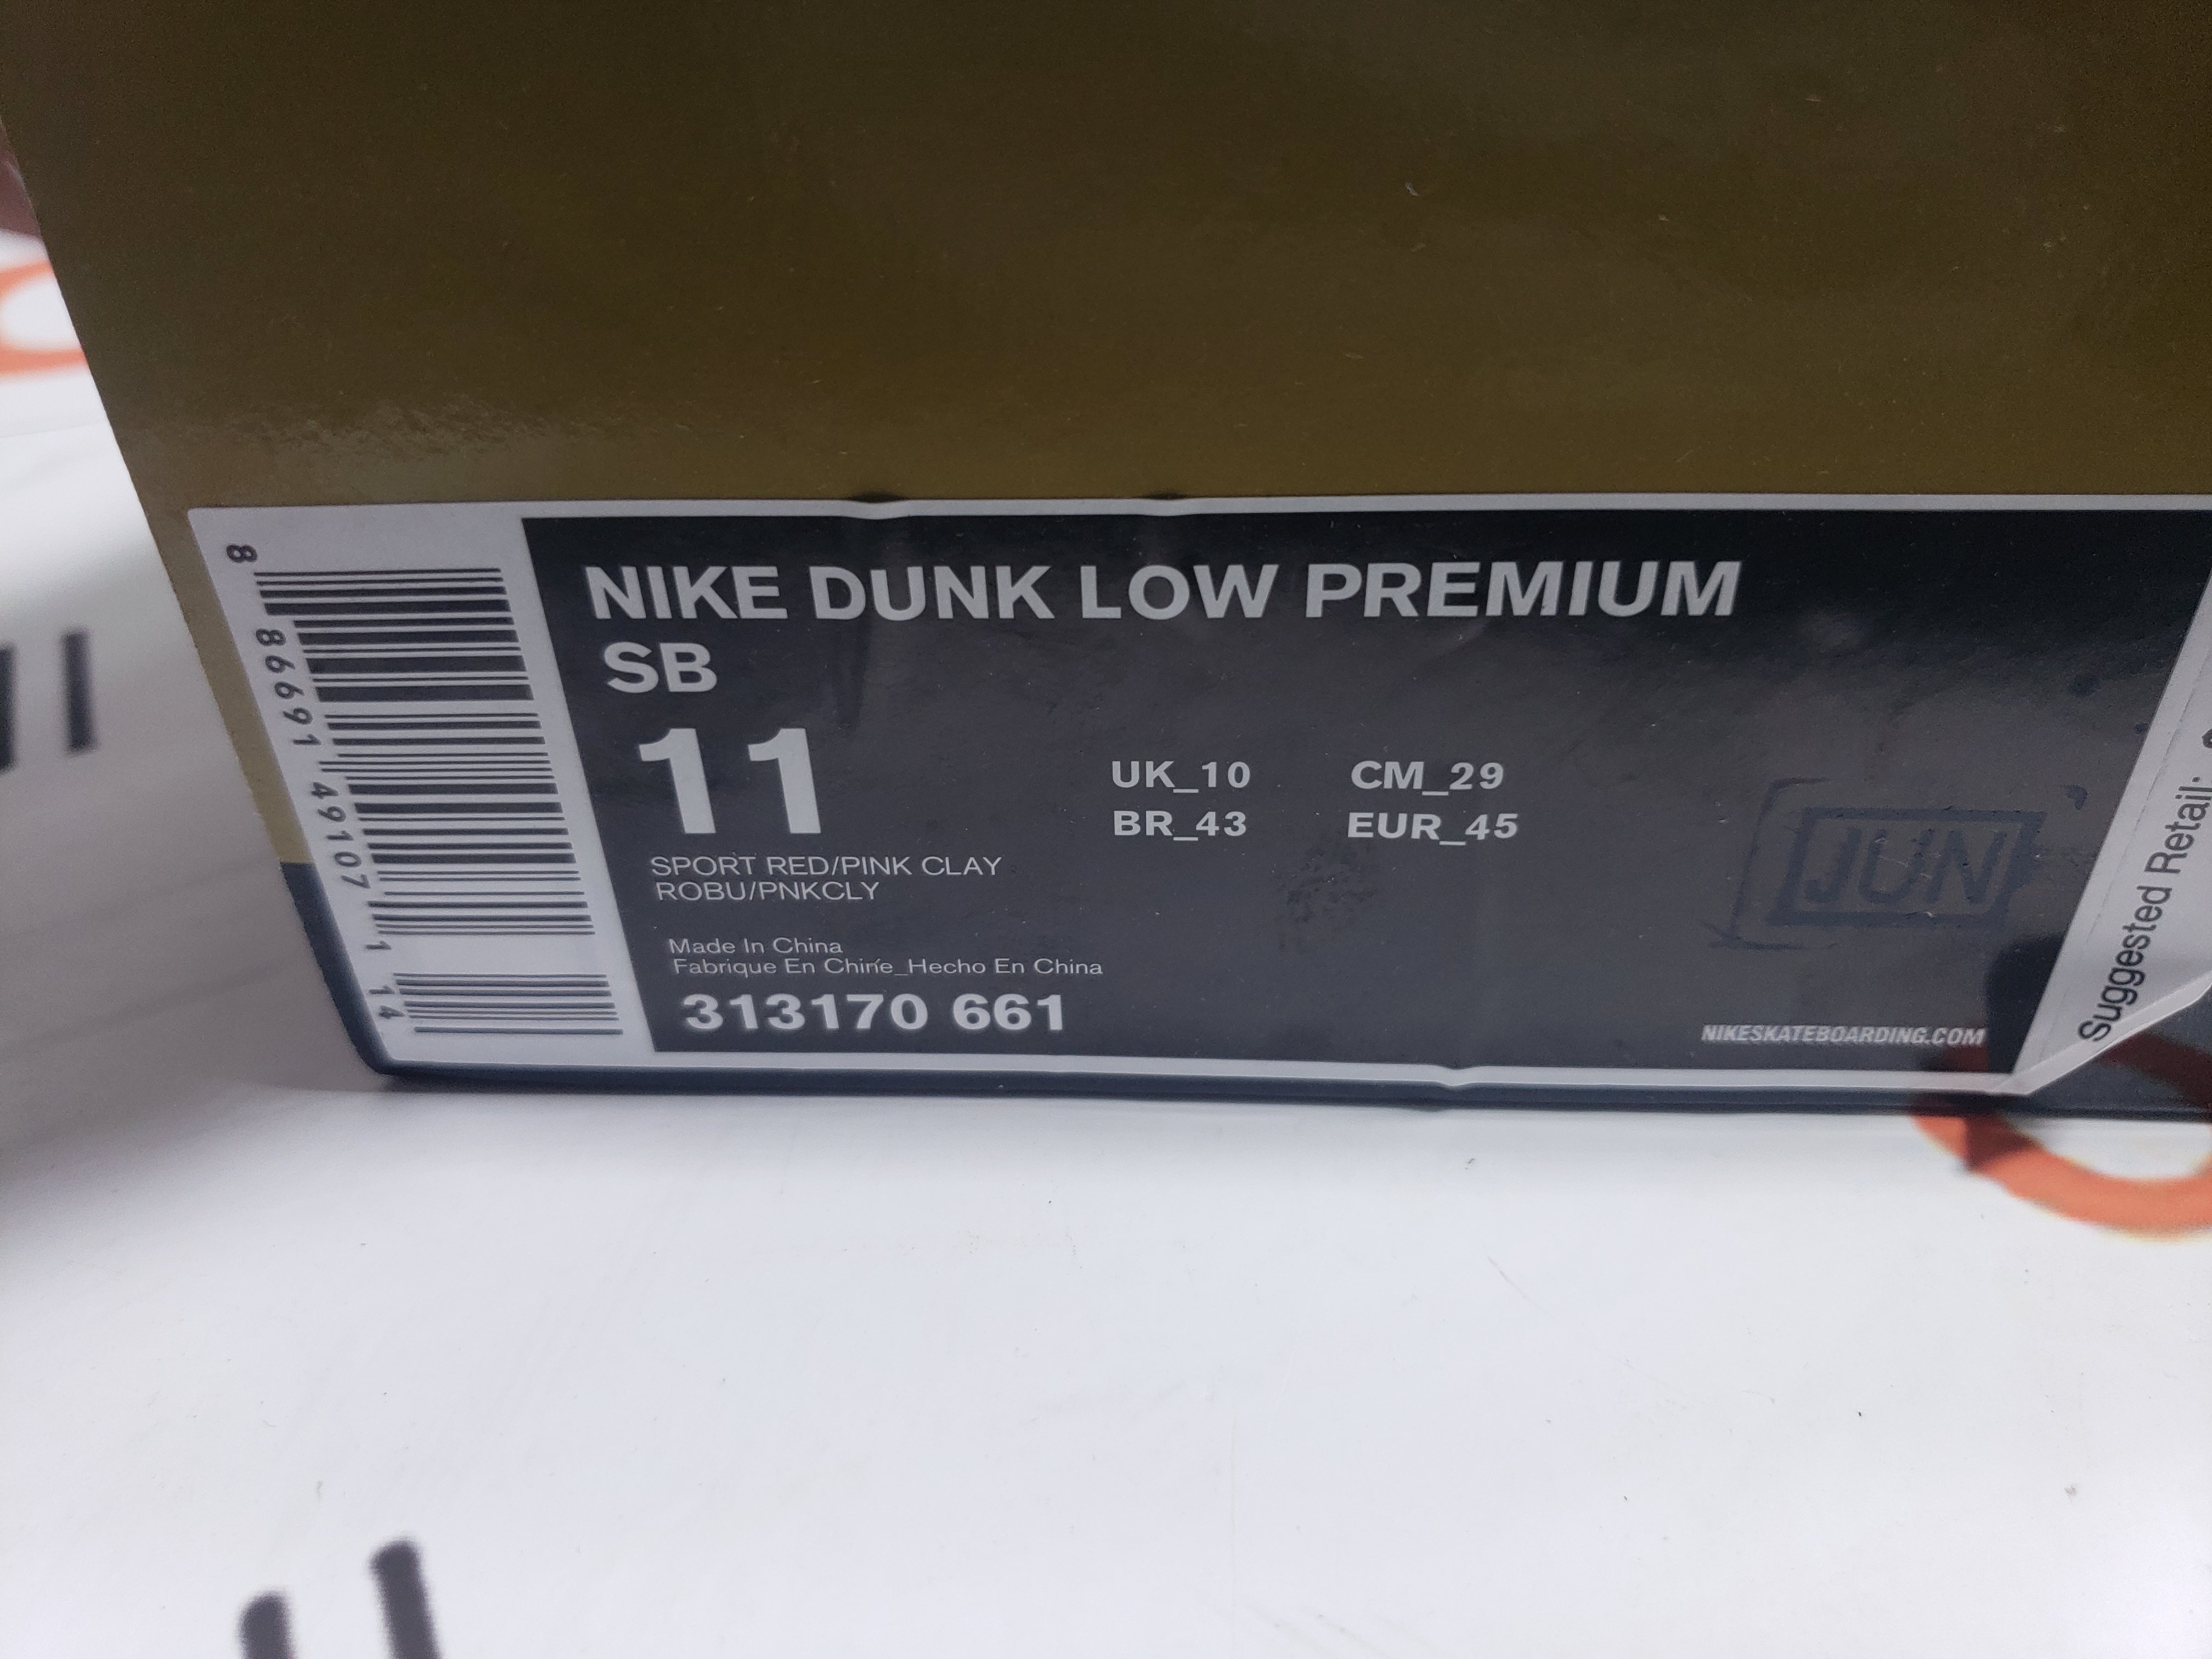 NIKE DUNK LOW PREMIUM
SB
11
UK_10 CM_29
BR_43 EUR_45
SPORT RED/PINK CLAY
ROBU/PNKCLY
Made In China
Fabrique En Chine_Hecho En China
313170 661
NIKESKATEBOARDING.COM
JUN
Suggested Retail:
8 86691 49107 1 14